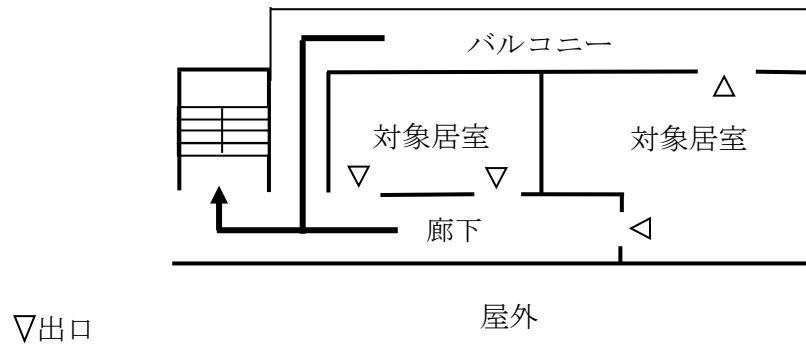 バルコニー
対象居室
対象居室
廊下
屋外
▽出口